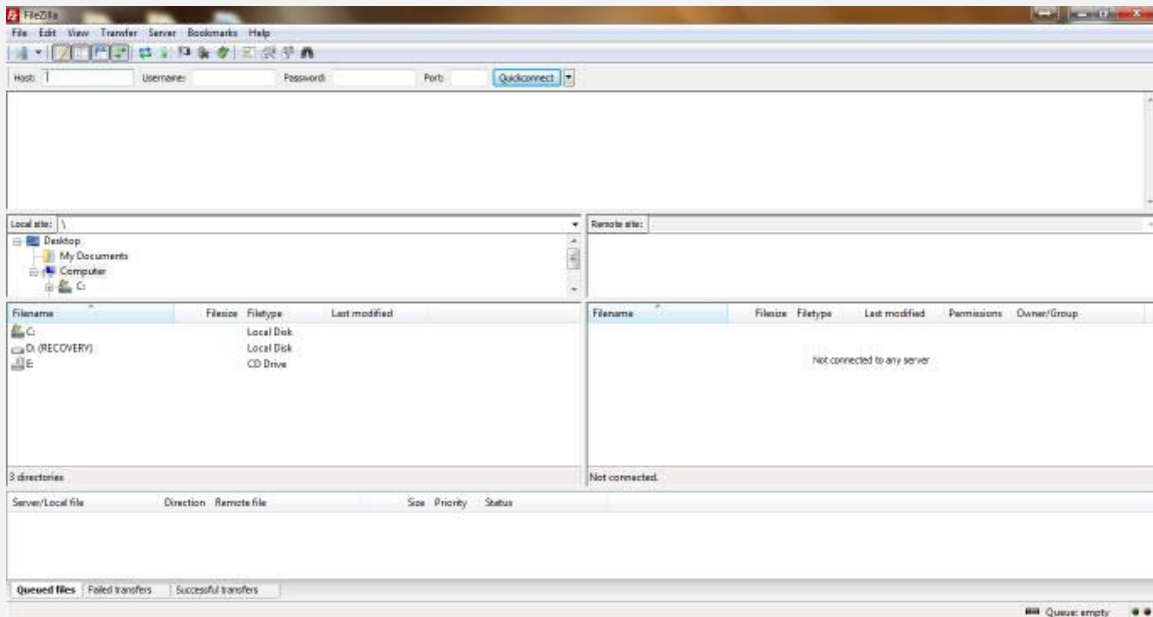 FileZilla
File Edit View Transfer Server Bookmarks Help
Host: Username: Password: Port: Quickconnect
Local site: \
Remote site:
Desktop
My Documents
Computer
C:
Filename Filesize Filetype Last modified
C: Local Disk
D: (RECOVERY) Local Disk
E: CD Drive
3 directories
Filename Filesize Filetype Last modified Permissions Owner/Group
Not connected to any server
Not connected.
Server/Local file Direction Remote file Size Priority Status
Queued files Failed transfers Successful transfers
Queue: empty